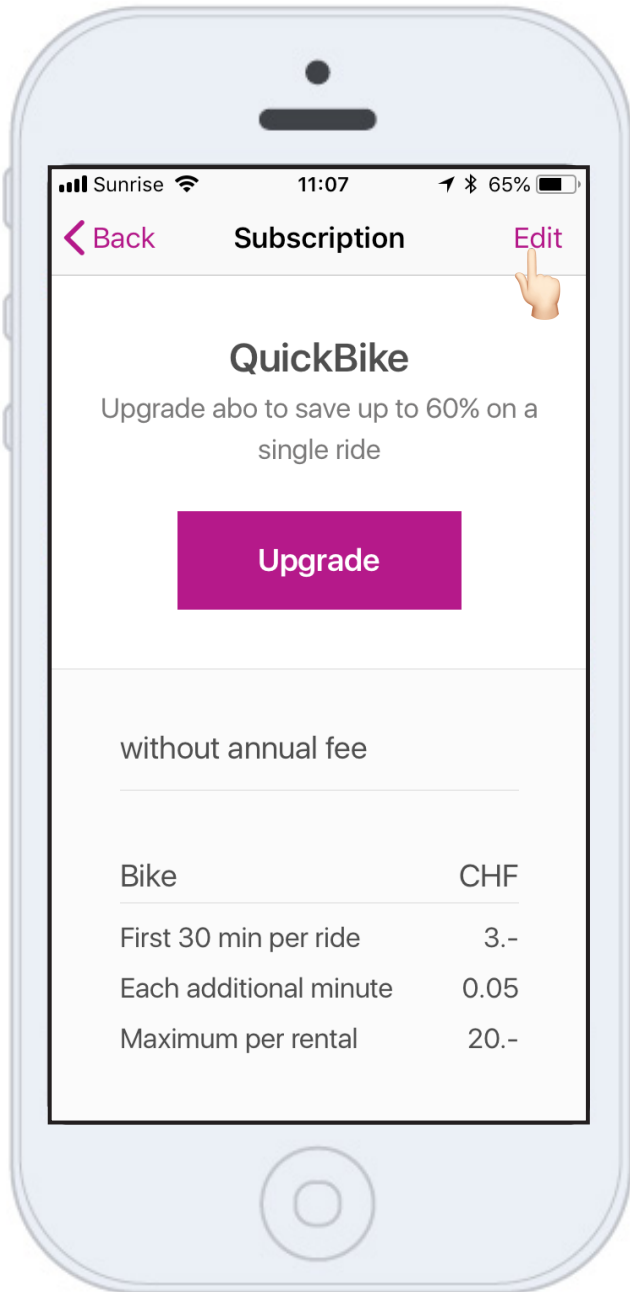 Sunrise 11:07 65%
Back Subscription Edit
QuickBike
Upgrade abo to save up to 60% on a
single ride
Upgrade
without annual fee
Bike CHF
First 30 min per ride 3.-
Each additional minute 0.05
Maximum per rental 20.-